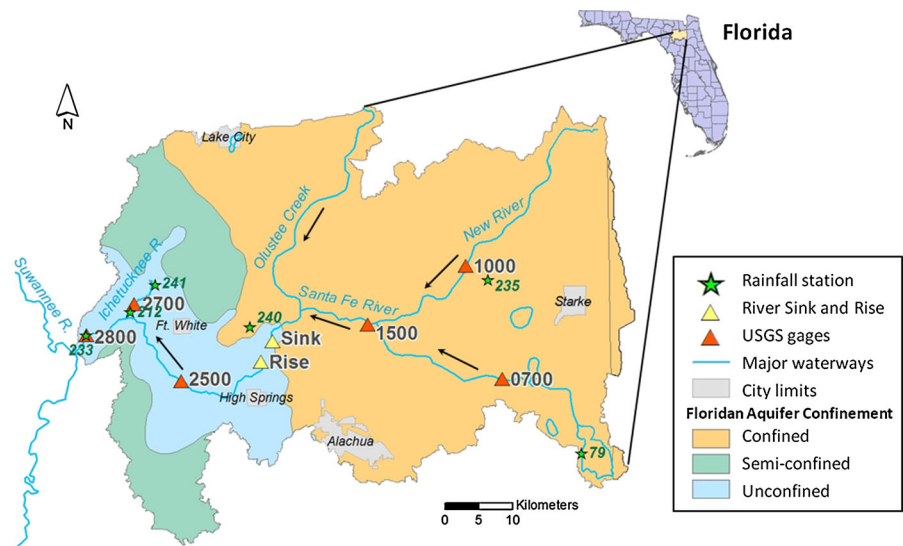 Florida
N
Lake City
Olustee Creek
New River
Suwannee R.
Ichetucknee R.
241
1000
235
2700
212
Santa Fe River
Starke
Ft. White
240
Sink
1500
2800
233
Rise
2500
0700
High Springs
Alachua
79
Kilometers
0 5 10
Rainfall station
River Sink and Rise
USGS gages
Major waterways
City limits
Floridan Aquifer Confinement
Confined
Semi-confined
Unconfined